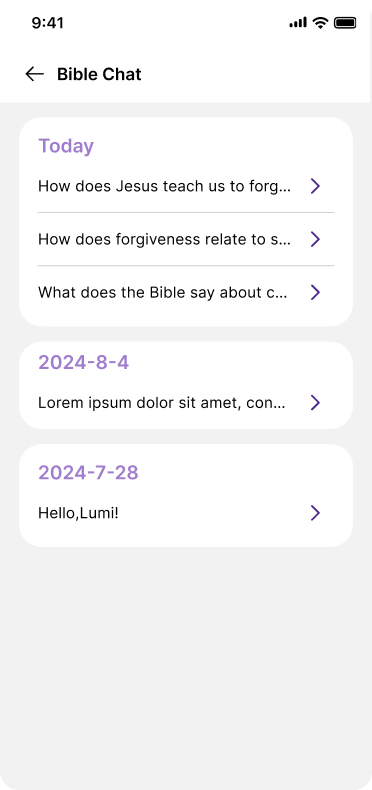 9:41
Bible Chat
Today
How does Jesus teach us to forg...
How does forgiveness relate to s...
What does the Bible say about c...
2024-8-4
Lorem ipsum dolor sit amet, con...
2024-7-28
Hello,Lumi!